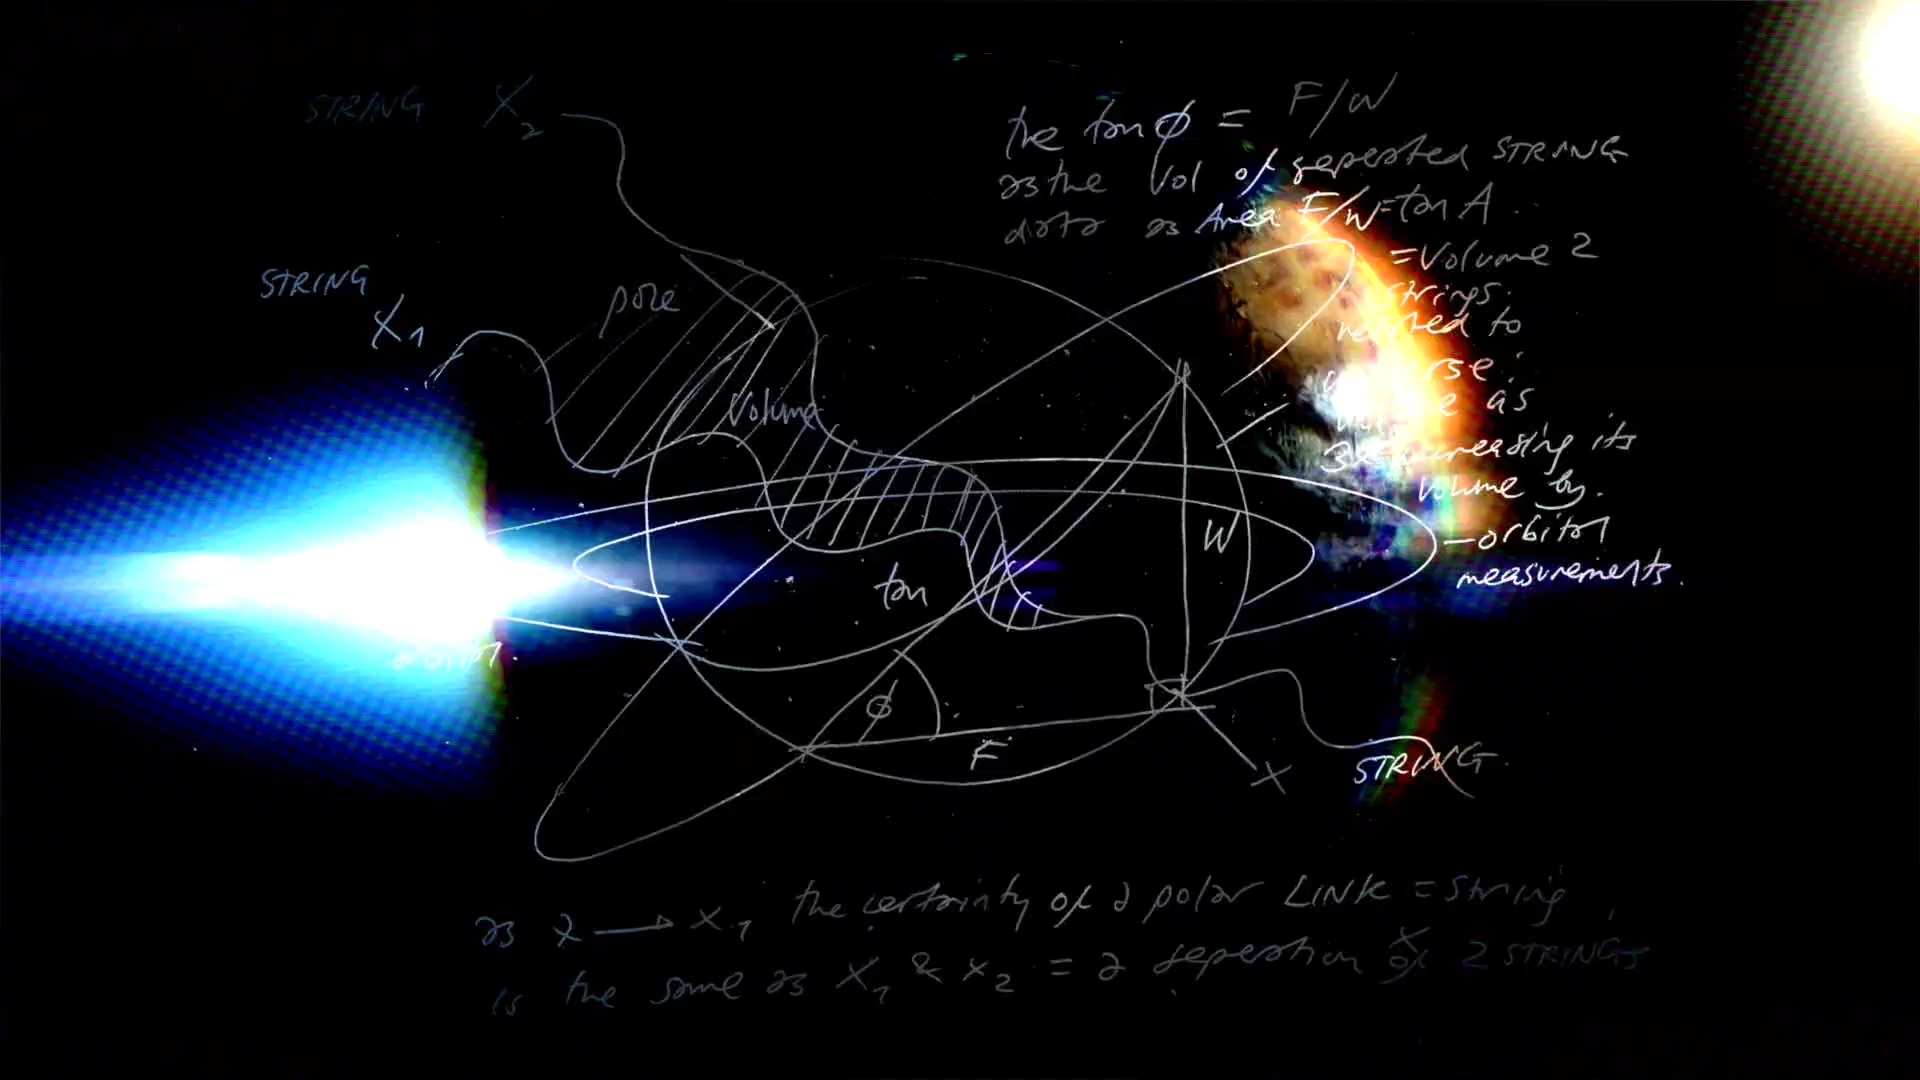 STRING X₂
the tan ϕ = F/W
as the Vol of seperated STRING
data as Area F/W = tan A
= Volume 2
STRING
X₁
pole
strings.
to
Volume
as
its
volume by.
W
- orbital
measurements.
tan
ϕ
F
STRING.
X
as x → x₁, the certainty of a polar LINK = String
is the same as X₁ & x₂ = a seperation of 2 STRINGS